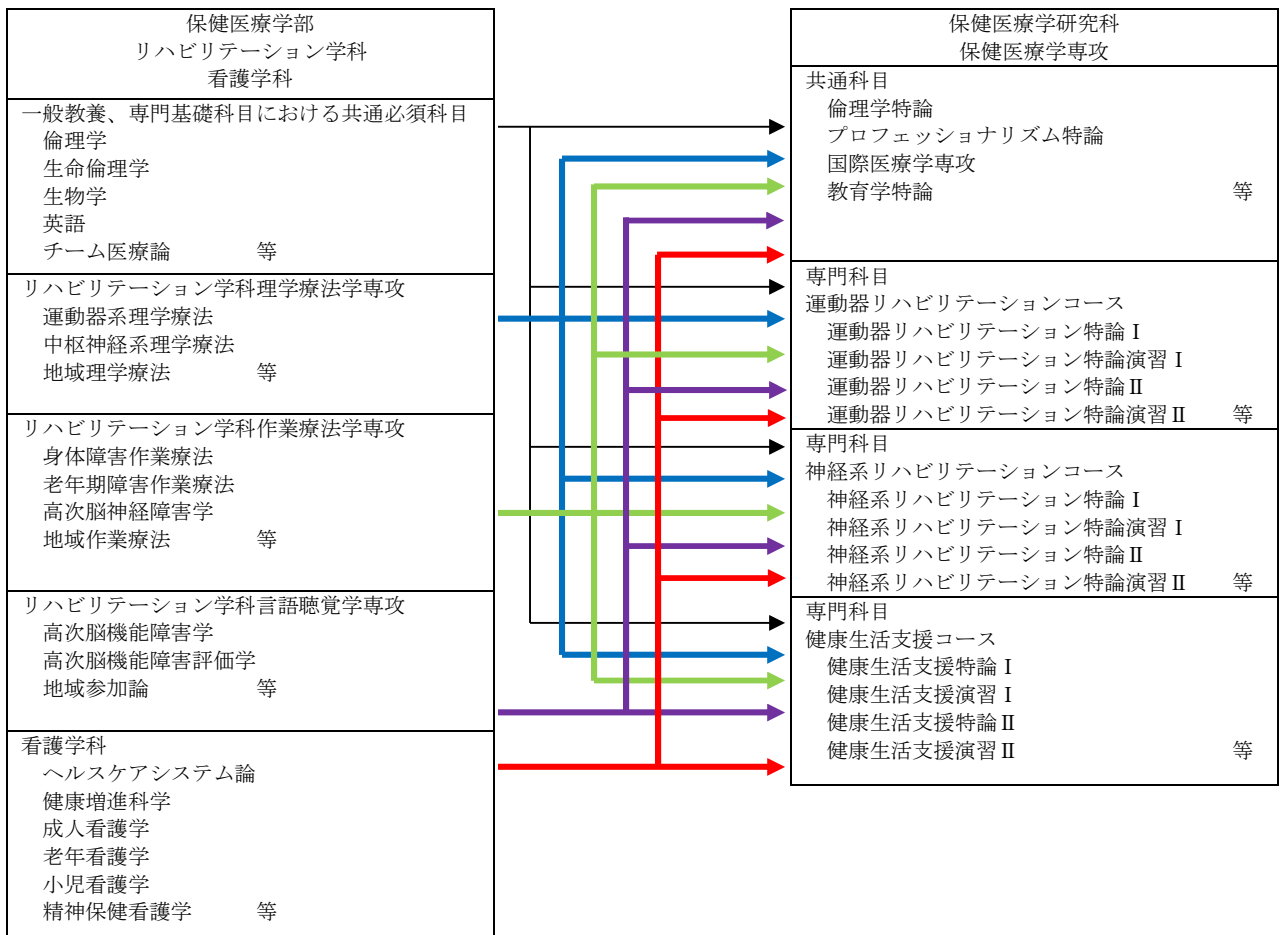 保健医療学部
リハビリテーション学科
看護学科
一般教養、専門基礎科目における共通必須科目
倫理学
生命倫理学
生物学
英語
チーム医療論 等
リハビリテーション学科理学療法学専攻
運動器系理学療法
中枢神経系理学療法
地域理学療法 等
リハビリテーション学科作業療法学専攻
身体障害作業療法
老年期障害作業療法
高次脳神経障害学
地域作業療法 等
リハビリテーション学科言語聴覚学専攻
高次脳機能障害学
高次脳機能障害評価学
地域参加論 等
看護学科
ヘルスケアシステム論
健康増進科学
成人看護学
老年看護学
小児看護学
精神保健看護学 等
保健医療学研究科
保健医療学専攻
共通科目
倫理学特論
プロフェッショナリズム特論
国際医療学専攻
教育学特論 等
専門科目
運動器リハビリテーションコース
運動器リハビリテーション特論Ⅰ
運動器リハビリテーション特論演習Ⅰ
運動器リハビリテーション特論Ⅱ
運動器リハビリテーション特論演習Ⅱ 等
専門科目
神経系リハビリテーションコース
神経系リハビリテーション特論Ⅰ
神経系リハビリテーション特論演習Ⅰ
神経系リハビリテーション特論Ⅱ
神経系リハビリテーション特論演習Ⅱ 等
専門科目
健康生活支援コース
健康生活支援特論Ⅰ
健康生活支援演習Ⅰ
健康生活支援特論Ⅱ
健康生活支援演習Ⅱ 等